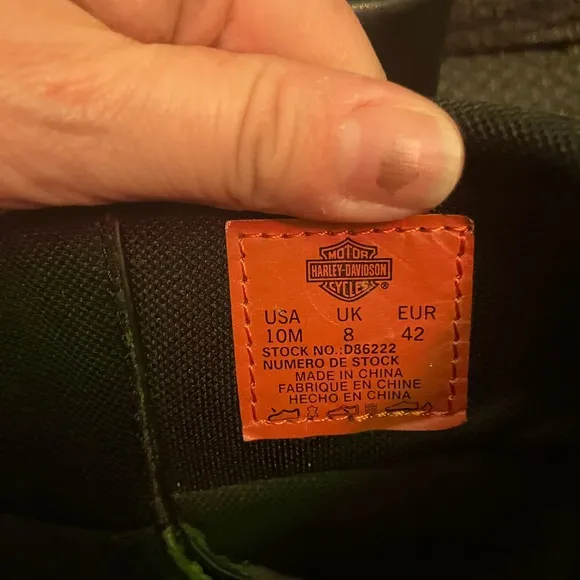 MOTOR
HARLEY-DAVIDSON
CYCLES ®
USA UK EUR
10M 8 42
STOCK NO.:D86222
NUMERO DE STOCK
MADE IN CHINA
FABRIQUE EN CHINE
HECHO EN CHINA